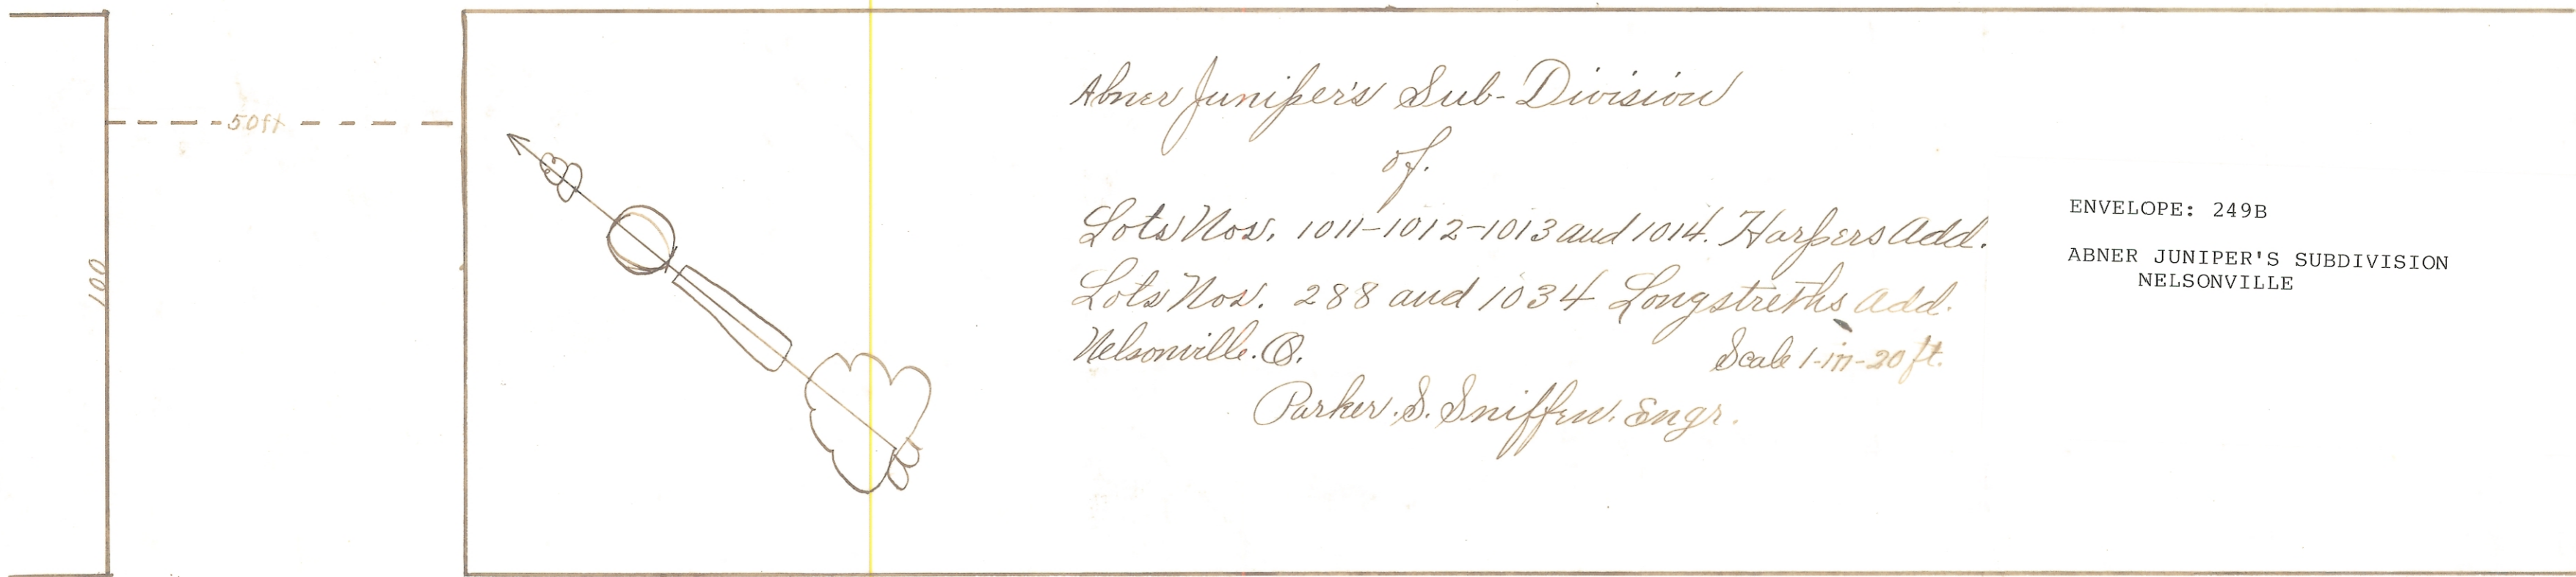 50ft
100
Abner Juniper's Sub-Division
of.
Lots Nos. 1011-1012-1013 and 1014. Harpers Add.
Lots Nos. 288 and 1034 Longstreths Add.
Nelsonville. O.
Scale 1-in-20 ft.
Parker. S. Sniffen. Engr.
ENVELOPE: 249B
ABNER JUNIPER'S SUBDIVISION
NELSONVILLE